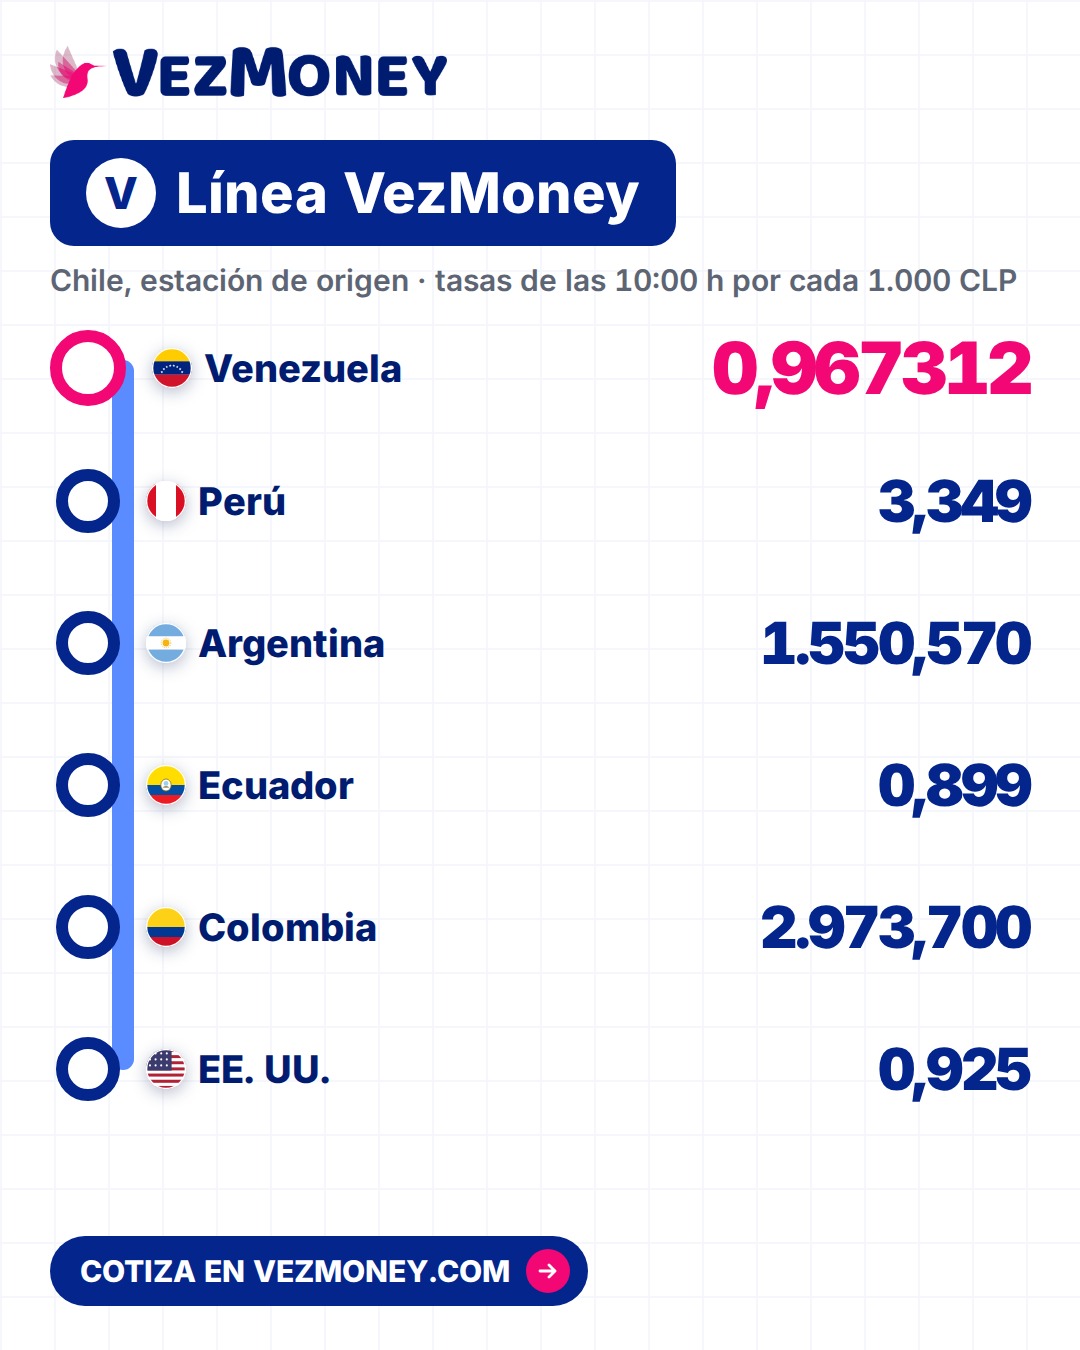 VEZMONEY
V Línea VezMoney
Chile, estación de origen · tasas de las 10:00 h por cada 1.000 CLP
Venezuela 0,967312
Perú 3,349
Argentina 1.550,570
Ecuador 0,899
Colombia 2.973,700
EE. UU. 0,925
COTIZA EN VEZMONEY.COM